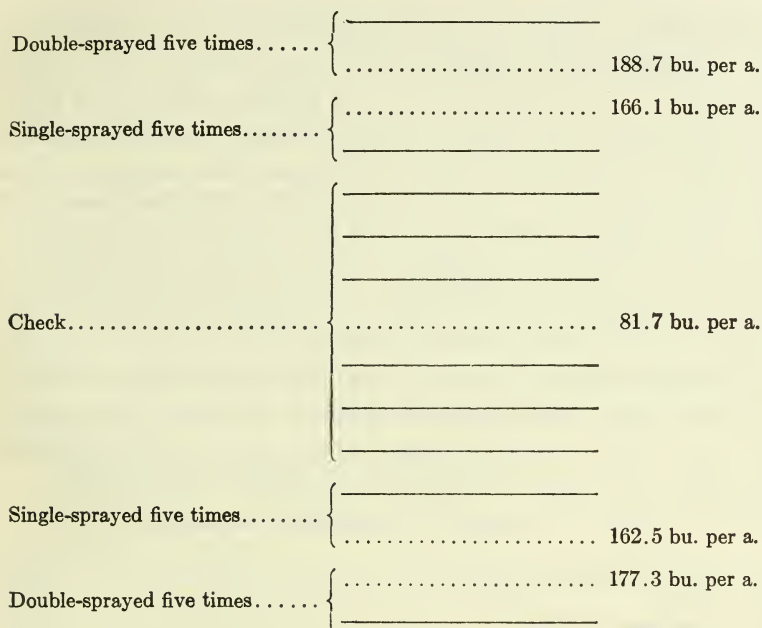 Double-sprayed five times......
........................ 188.7 bu. per a.
Single-sprayed five times........ ........................ 166.1 bu. per a.
Check........................ ........................ 81.7 bu. per a.
Single-sprayed five times........
........................ 162.5 bu. per a.
........................ 177.3 bu. per a.
Double-sprayed five times......